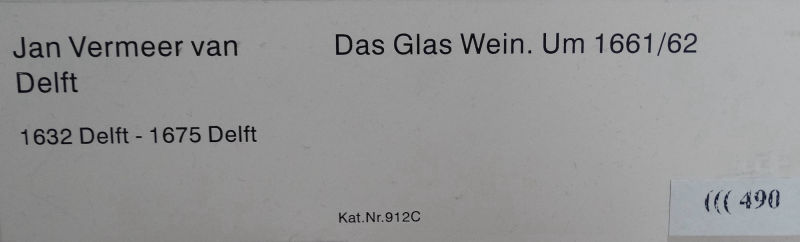 Jan Vermeer van
Delft
Das Glas Wein. Um 1661/62
1632 Delft - 1675 Delft
Kat.Nr.912C
((( 490